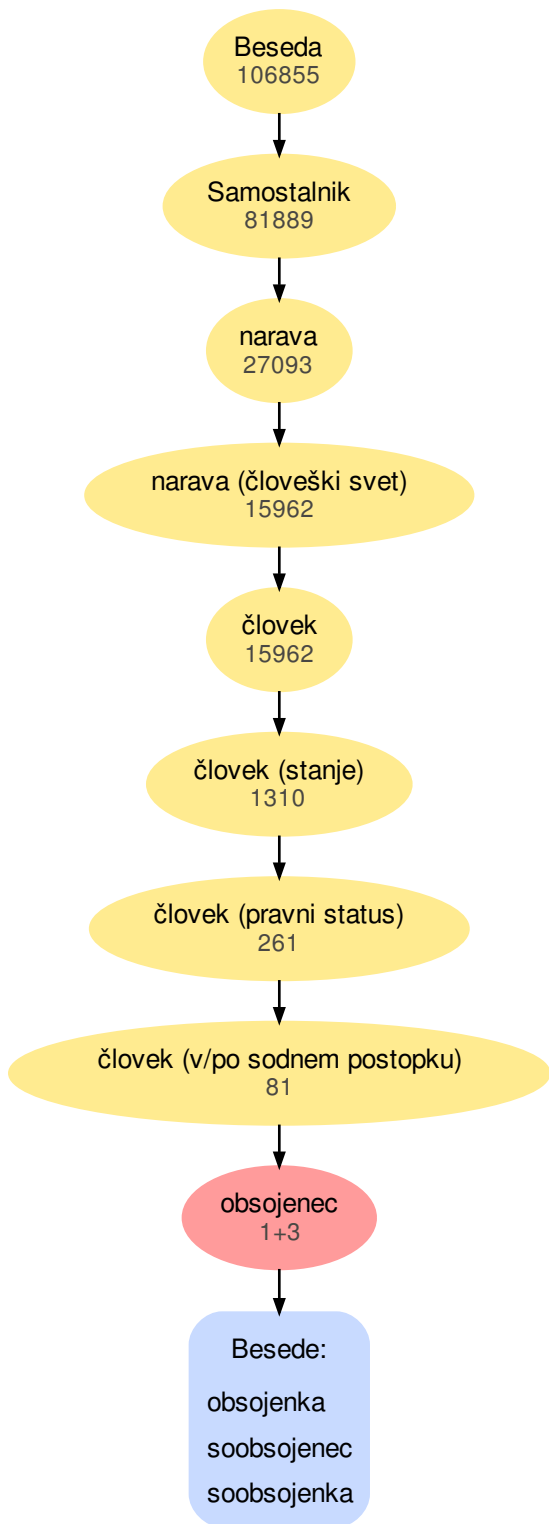 Beseda
106855
Samostalnik
81889
narava
27093
narava (človeški svet)
15962
človek
15962
človek (stanje)
1310
človek (pravni status)
261
človek (v/po sodnem postopku)
81
obsojenec
1+3
Besede:
obsojenka
soobsojenec
soobsojenka